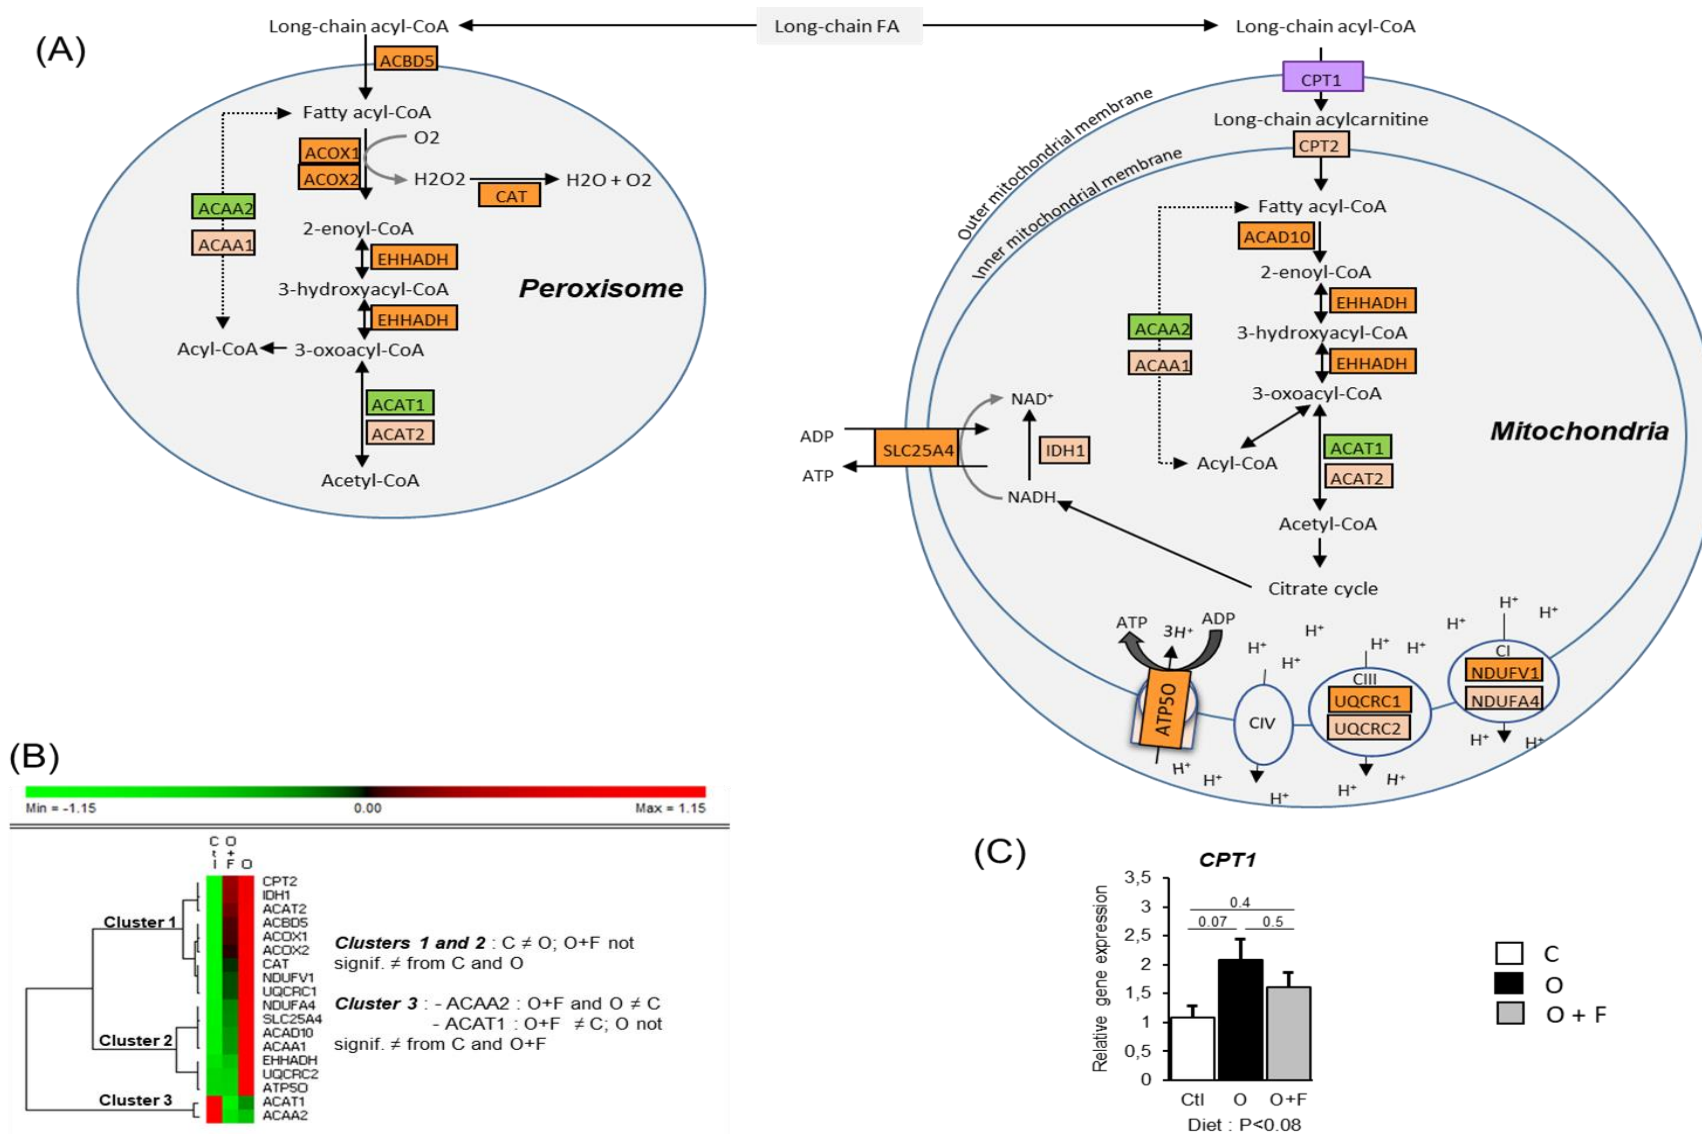 (A)
Long-chain acyl-CoA
Long-chain FA
Long-chain acyl-CoA
ACBD5
Fatty acyl-CoA
ACOX1
ACOX2
O2
H2O2
CAT
H2O + O2
ACAA2
ACAA1
2-enoyl-CoA
EHHADH
3-hydroxyacyl-CoA
EHHADH
Peroxisome
Acyl-CoA
3-oxoacyl-CoA
ACAT1
ACAT2
Acetyl-CoA
CPT1
Outer mitochondrial membrane
Long-chain acylcarnitine
CPT2
Inner mitochondrial membrane
Fatty acyl-CoA
ACAD10
2-enoyl-CoA
EHHADH
3-hydroxyacyl-CoA
EHHADH
ACAA2
ACAA1
3-oxoacyl-CoA
Mitochondria
ADP
ATP
SLC25A4
NAD⁺
IDH1
NADH
Acyl-CoA
ACAT1
ACAT2
Acetyl-CoA
Citrate cycle
ATP
3H⁺
ADP
ATP5O
H⁺
H⁺
H⁺
H⁺
H⁺
CIV
H⁺
H⁺
H⁺
CIII
UQCRC1
UQCRC2
H⁺
H⁺
H⁺
H⁺
H⁺
CI
NDUFV1
NDUFA4
H⁺
H⁺
(B)
Min = -1.15
0.00
Max = 1.15
Ctl
O+F
O
CPT2
IDH1
ACAT2
ACBD5
ACOX1
ACOX2
CAT
NDUFV1
UQCRC1
NDUFA4
SLC25A4
ACAD10
ACAA1
EHHADH
UQCRC2
ATP5O
ACAT1
ACAA2
Cluster 1
Cluster 2
Cluster 3
Clusters 1 and 2 : C ≠ O; O+F not
signif. ≠ from C and O
Cluster 3 : - ACAA2 : O+F and O ≠ C
- ACAT1 : O+F ≠ C; O not
signif. ≠ from C and O+F
(C)
CPT1
Relative gene expression
3,5
3
2,5
2
1,5
1
0,5
0
0.4
0.07
0.5
Ctl
O
O+F
Diet : P<0.08
C
O
O + F